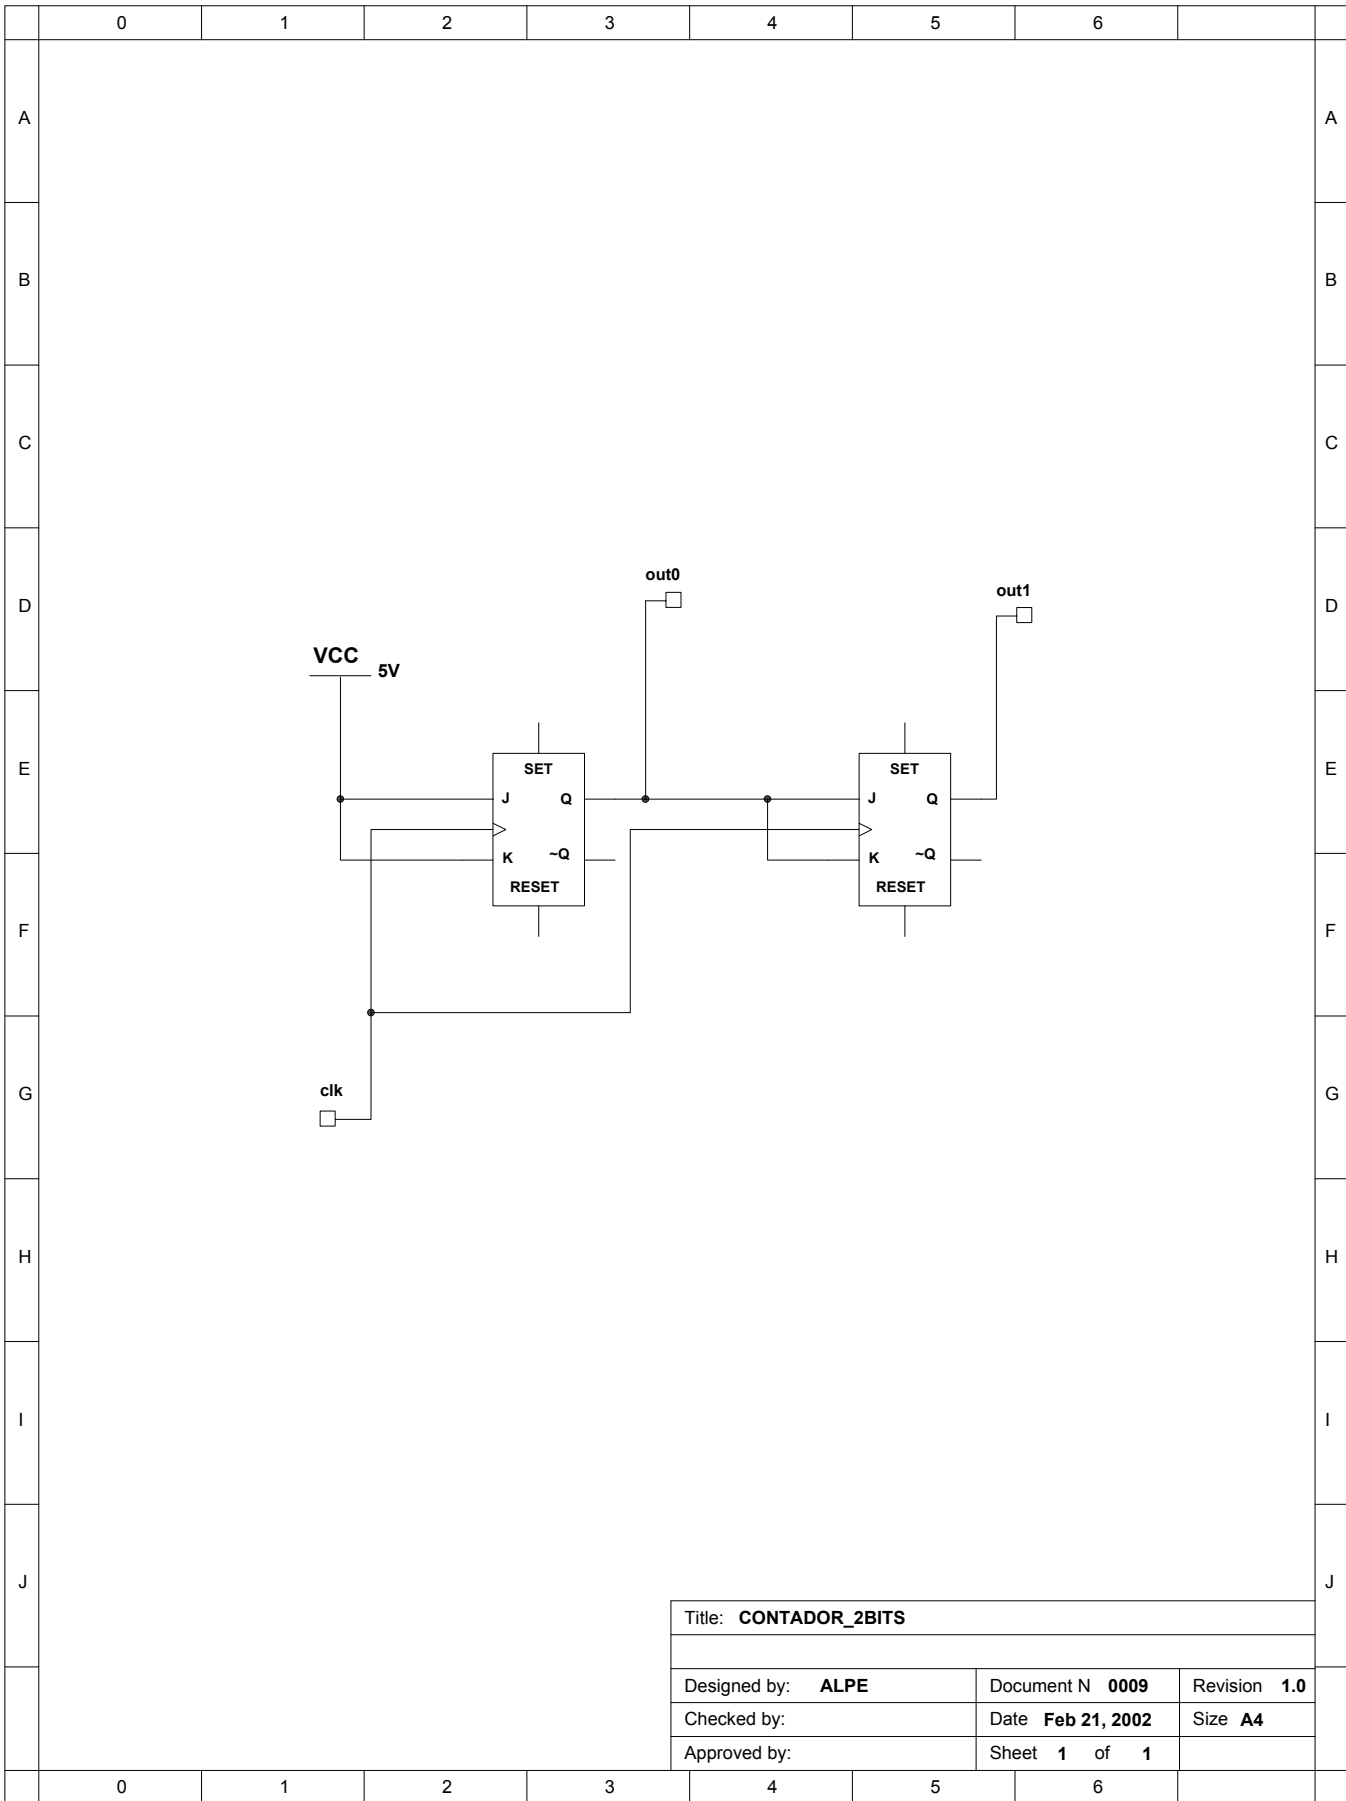 0 1 2 3 4 5 6
A A
B B
C C
D D
E E
F F
G G
H H
I I
J J
out0
out1
VCC 5V
SET SET
J Q J Q
K ~Q K ~Q
RESET RESET
clk
Title: CONTADOR_2BITS
Designed by: ALPE Document N 0009 Revision 1.0
Checked by: Date Feb 21, 2002 Size A4
Approved by: Sheet 1 of 1
0 1 2 3 4 5 6